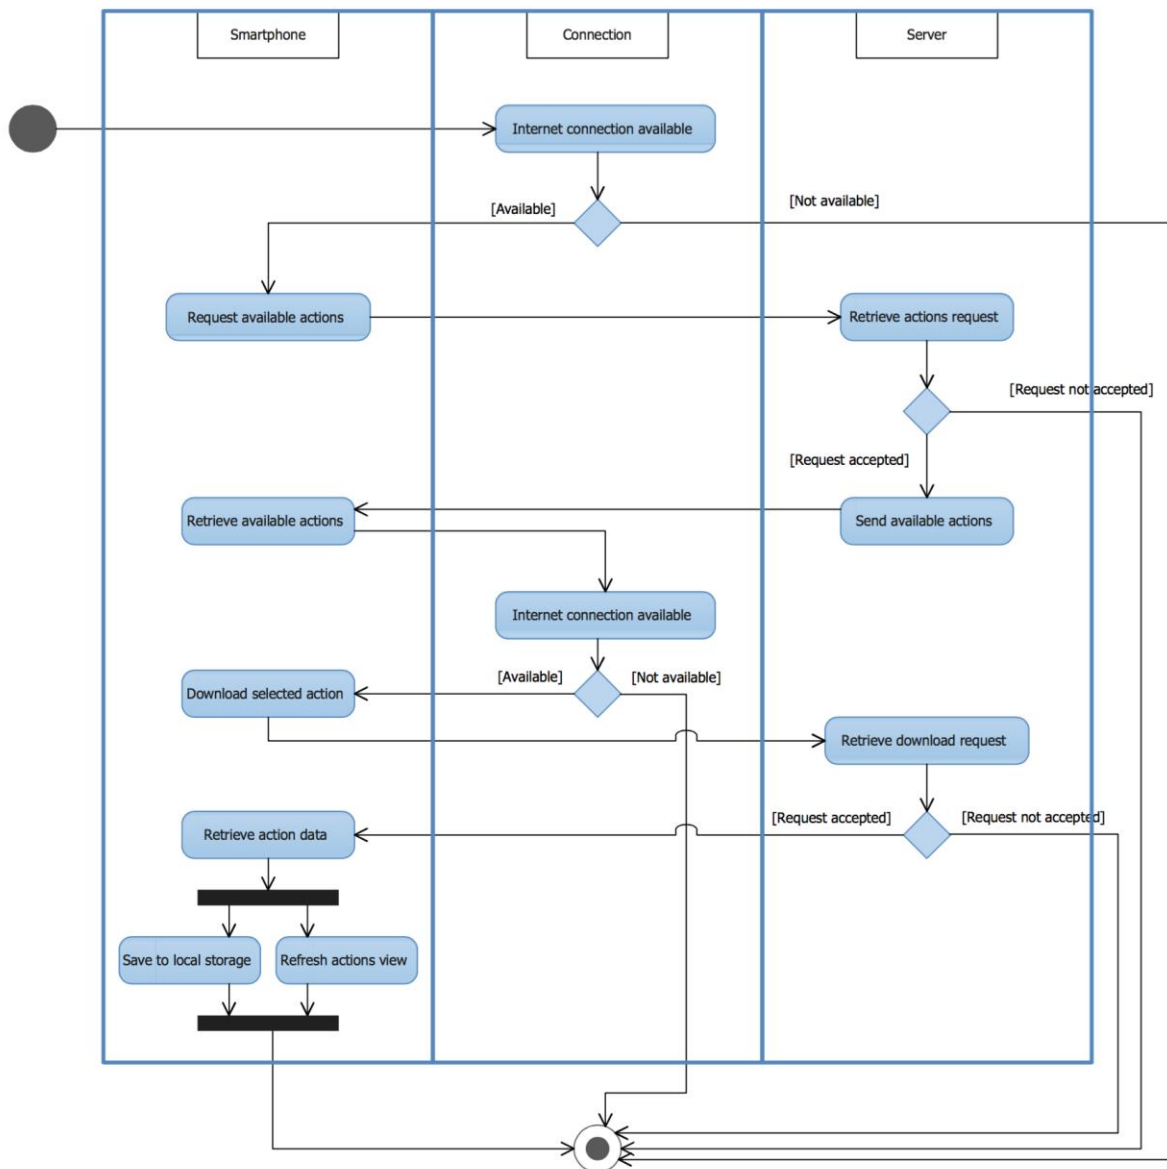 Smartphone
Connection
Server
Internet connection available
[Available]
[Not available]
Request available actions
Retrieve actions request
[Request not accepted]
[Request accepted]
Retrieve available actions
Send available actions
Internet connection available
[Available]
[Not available]
Download selected action
Retrieve download request
[Request accepted]
[Request not accepted]
Retrieve action data
Save to local storage
Refresh actions view